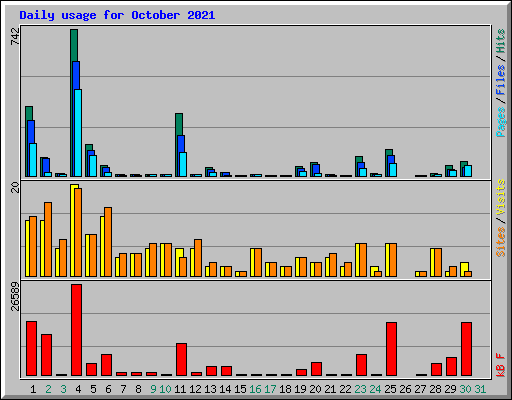 Daily usage for October 2021
742
Pages / Files / Hits
20
Sites / Visits
26589
kB F
1 2 3 4 5 6 7 8 9 10 11 12 13 14 15 16 17 18 19 20 21 22 23 24 25 26 27 28 29 30 31